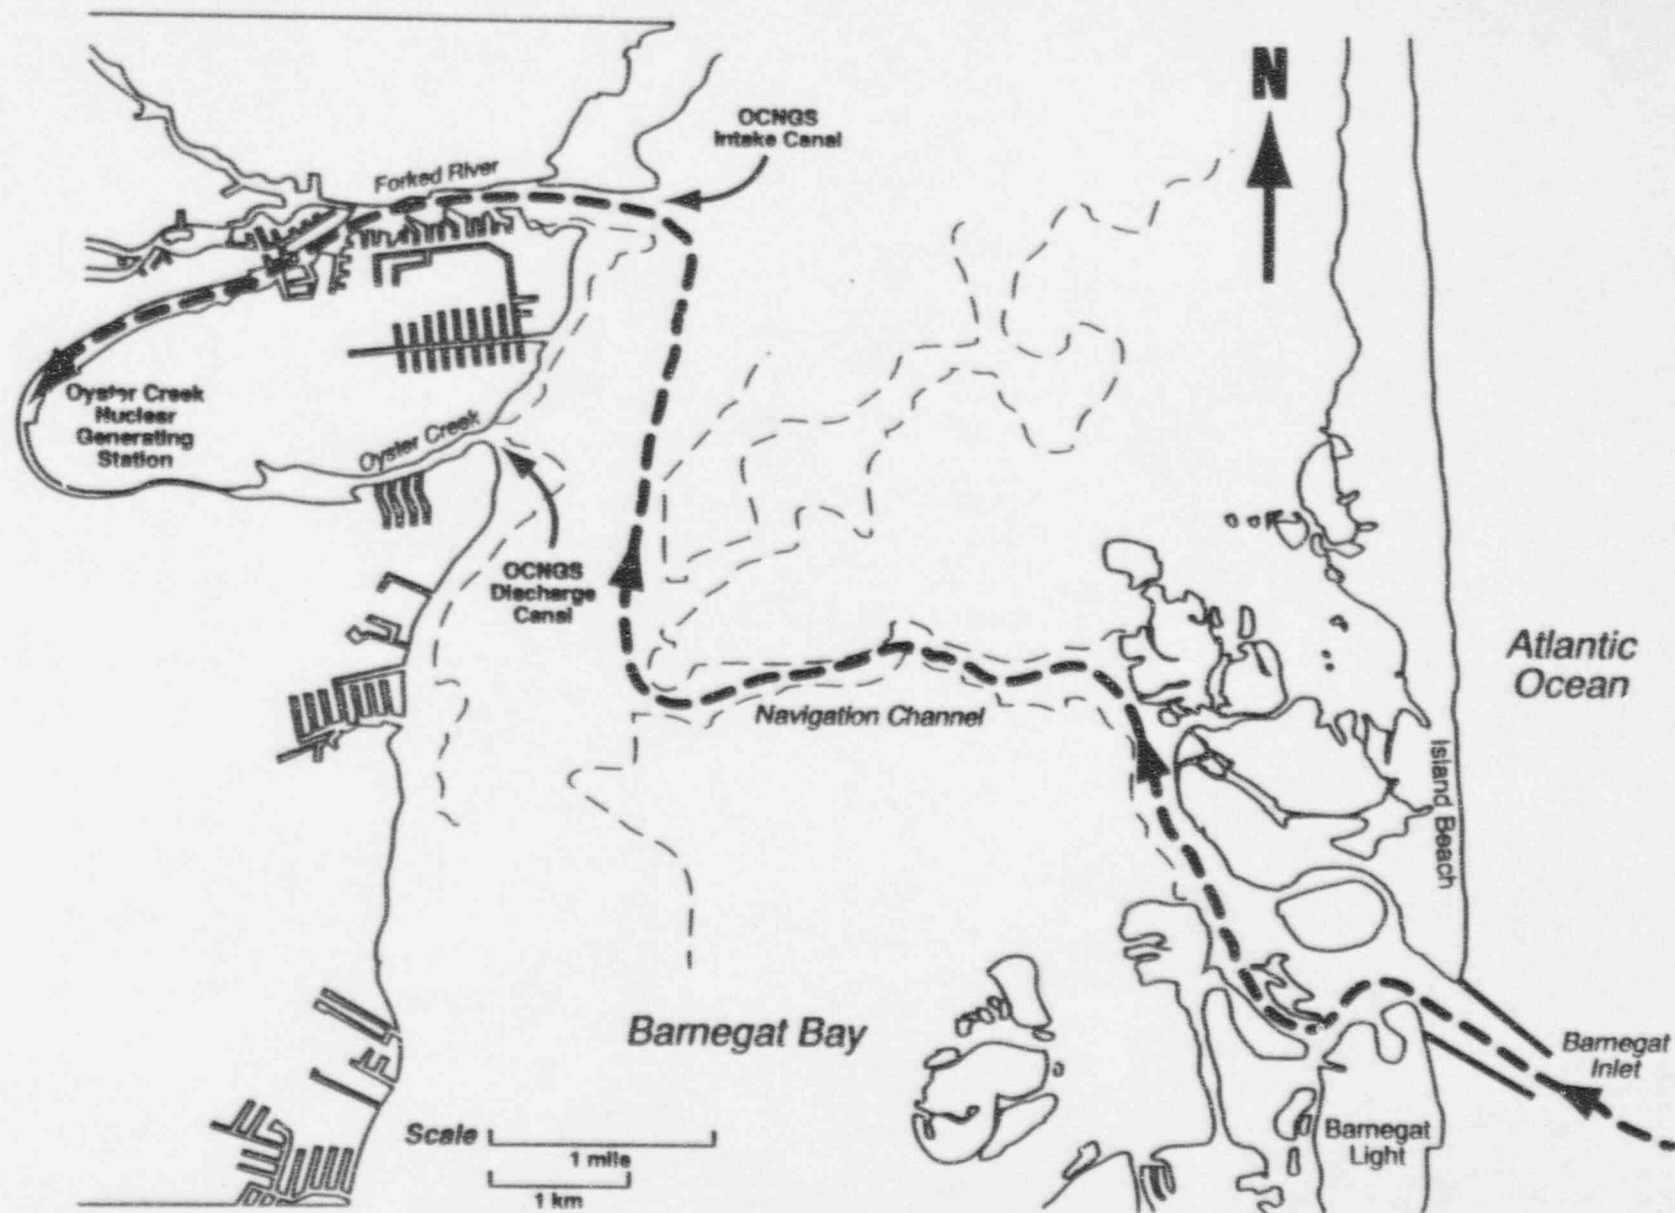 N
OCNGS
Intake Canal
Forked River
Oyster Creek
Nuclear
Generating
Station
Oyster Creek
OCNGS
Discharge
Canal
Navigation Channel
Atlantic
Ocean
Island Beach
Barnegat Bay
Barnegat
Inlet
Barnegat
Light
Scale
1 mile
1 km